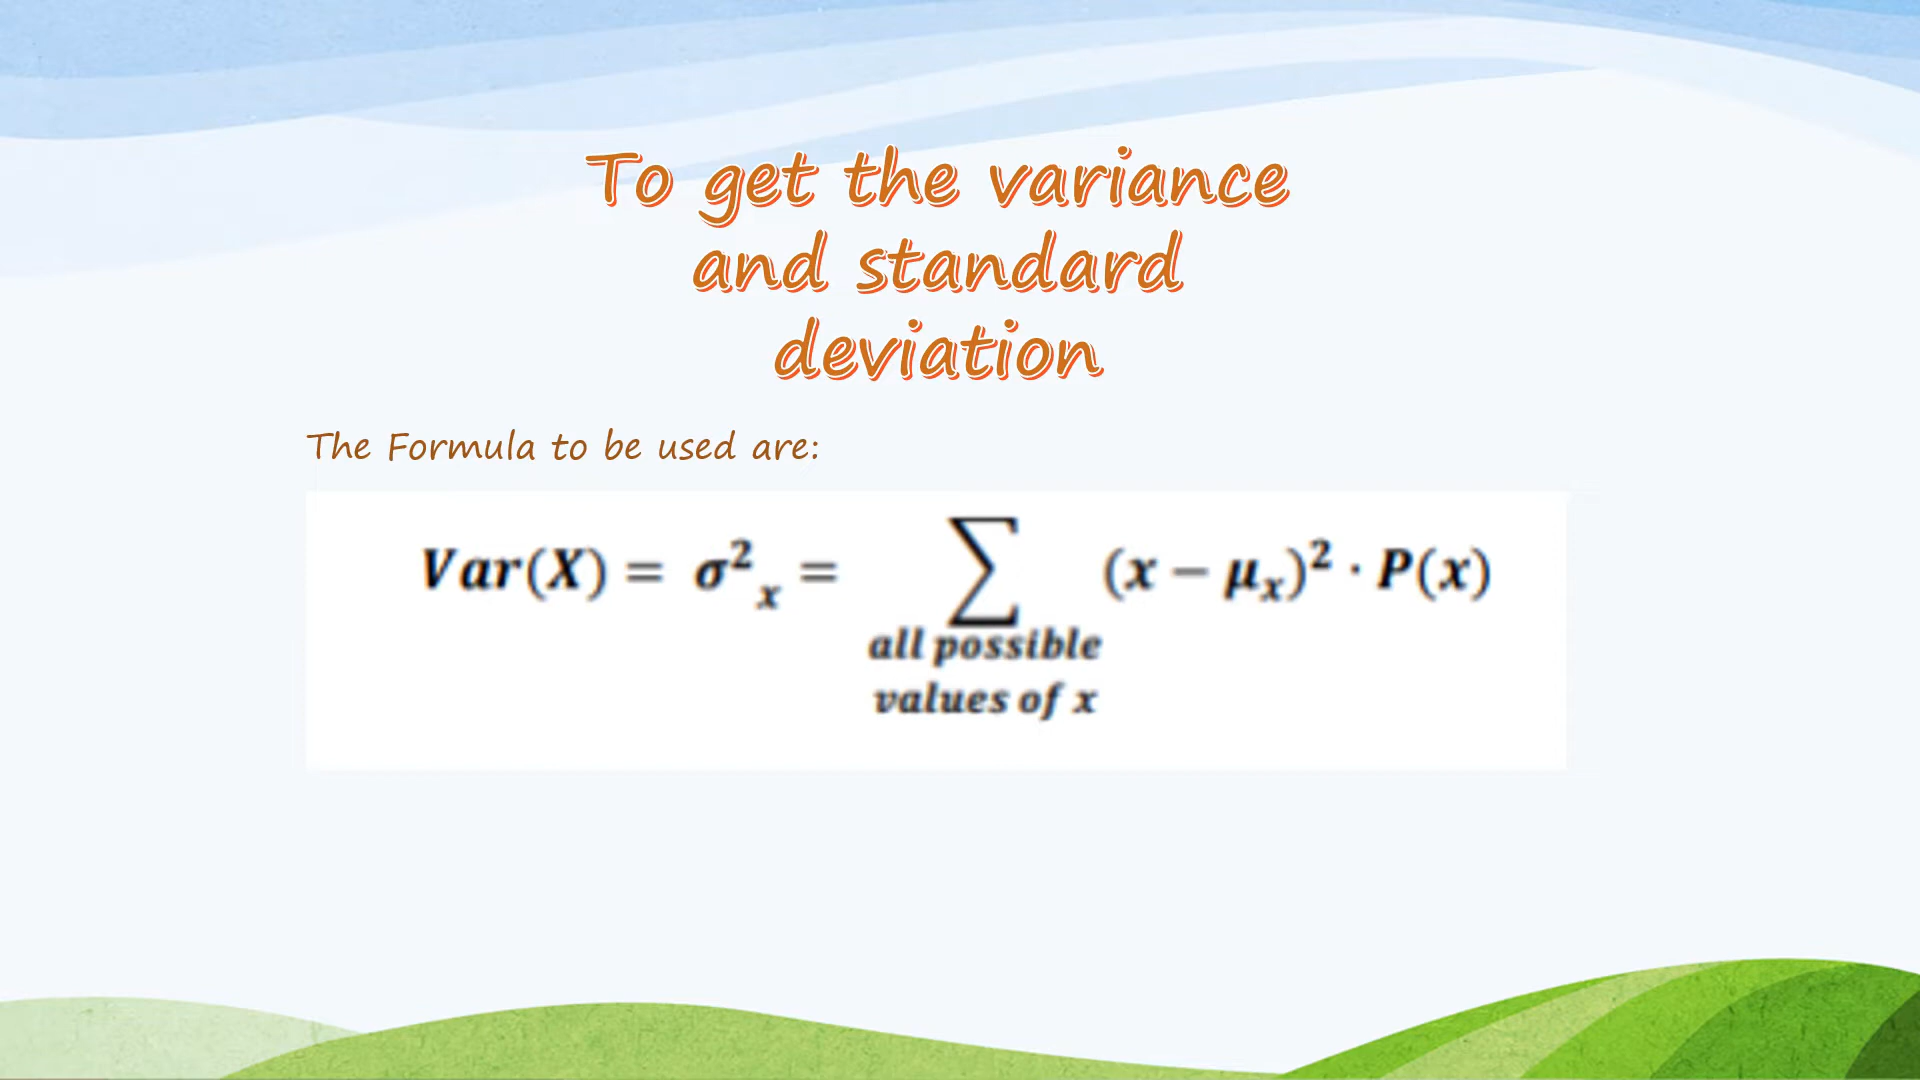 To get the variance
and standard
deviation
The Formula to be used are:
Var(X) = σ²ₓ = ∑ (x − μₓ)² · P(x)
all possible
values of x